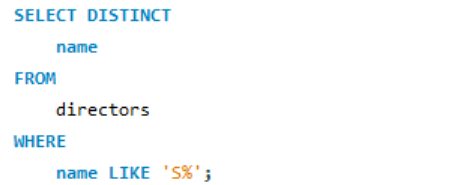 SELECT DISTINCT
    name
FROM
    directors
WHERE
    name LIKE 'S%';